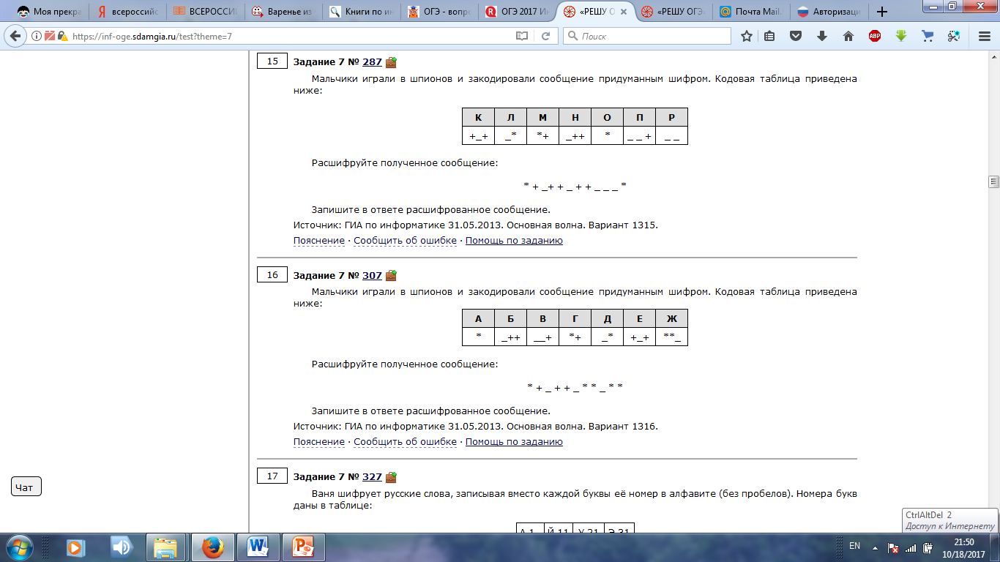 Моя прекра
всероссийс
ВСЕРОССИ
Варенье из
Книги по ин
ОГЭ - вопро
ОГЭ 2017 Ин
«РЕШУ О
«РЕШУ ОГЭ»
Почта Mail.
Авторизаци
https://inf-oge.sdamgia.ru/test?theme=7
Поиск
ABP
15 Задание 7 № 287
Мальчики играли в шпионов и закодировали сообщение придуманным шифром. Кодовая таблица приведена
ниже:
К Л М Н О П Р
+_+ _* *+ _++ * _ _ + _ _
Расшифруйте полученное сообщение:
* + _+ + _ + + _ _ _ *
Запишите в ответе расшифрованное сообщение.
Источник: ГИА по информатике 31.05.2013. Основная волна. Вариант 1315.
Пояснение · Сообщить об ошибке · Помощь по заданию
16 Задание 7 № 307
Мальчики играли в шпионов и закодировали сообщение придуманным шифром. Кодовая таблица приведена
ниже:
А Б В Г Д Е Ж
* _++ __+ *+ _* +_+ **_
Расшифруйте полученное сообщение:
* + _ + + _ * * _ * *
Запишите в ответе расшифрованное сообщение.
Источник: ГИА по информатике 31.05.2013. Основная волна. Вариант 1316.
Пояснение · Сообщить об ошибке · Помощь по заданию
17 Задание 7 № 327
Ваня шифрует русские слова, записывая вместо каждой буквы её номер в алфавите (без пробелов). Номера букв
даны в таблице:
А 1 Й 11 У 21 Э 31
Чат
CtrlAltDel 2
Доступ к Интернету
EN
21:50
10/18/2017